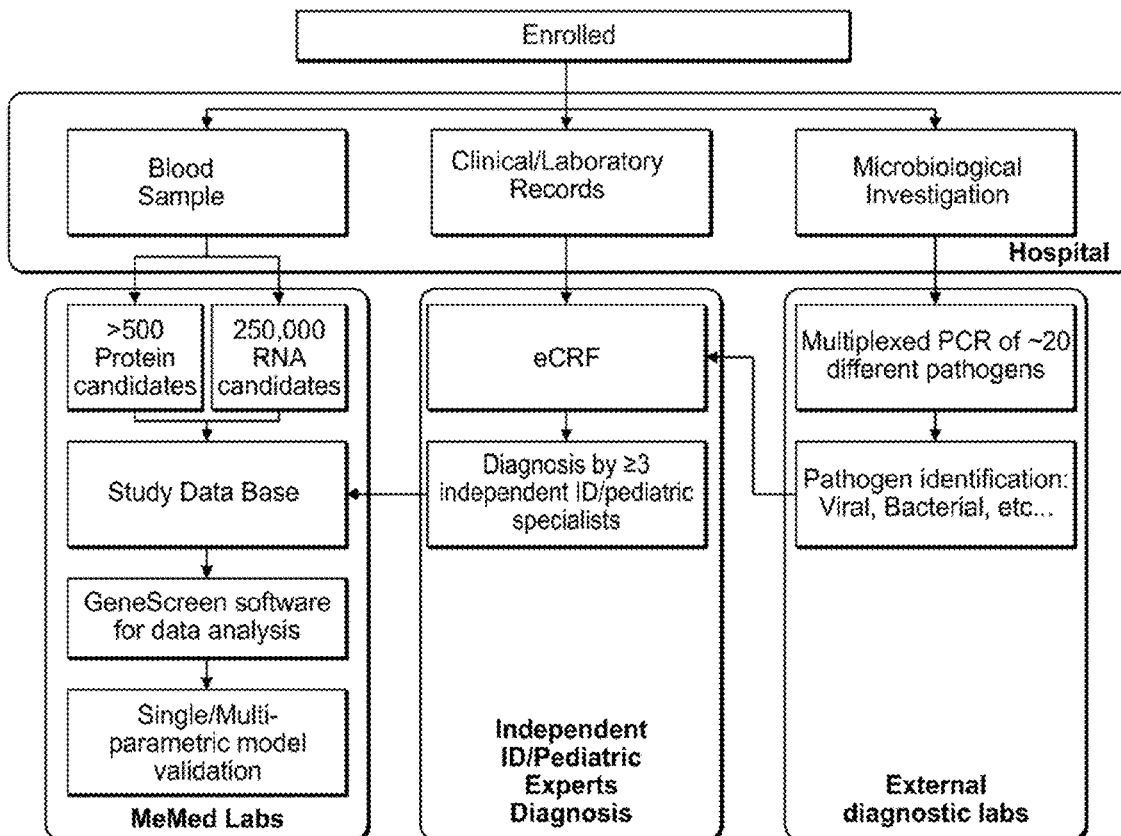 Enrolled
Blood
Sample
Clinical/Laboratory
Records
Microbiological
Investigation
Hospital
>500
Protein
candidates
250,000
RNA
candidates
Study Data Base
GeneScreen software
for data analysis
Single/Multi-
parametric model
validation
MeMed Labs
eCRF
Diagnosis by ≥3
independent ID/pediatric
specialists
Independent
ID/Pediatric
Experts
Diagnosis
Multiplexed PCR of ~20
different pathogens
Pathogen identification:
Viral, Bacterial, etc...
External
diagnostic labs